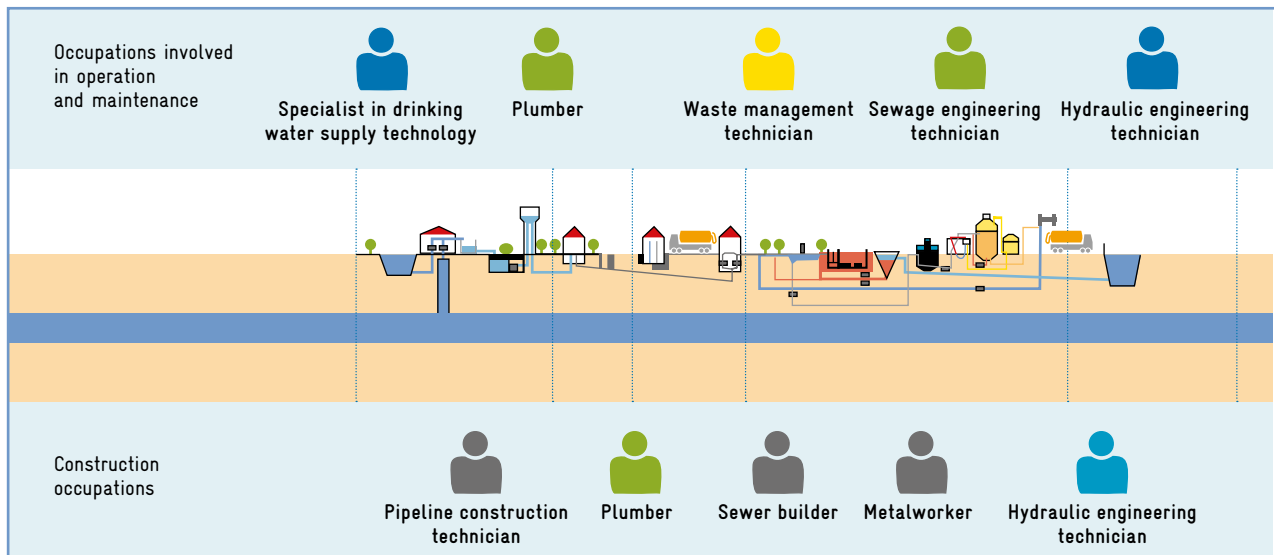 Occupations involved
in operation
and maintenance
Specialist in drinking
water supply technology
Plumber
Waste management
technician
Sewage engineering
technician
Hydraulic engineering
technician
Construction
occupations
Pipeline construction
technician
Plumber
Sewer builder
Metalworker
Hydraulic engineering
technician